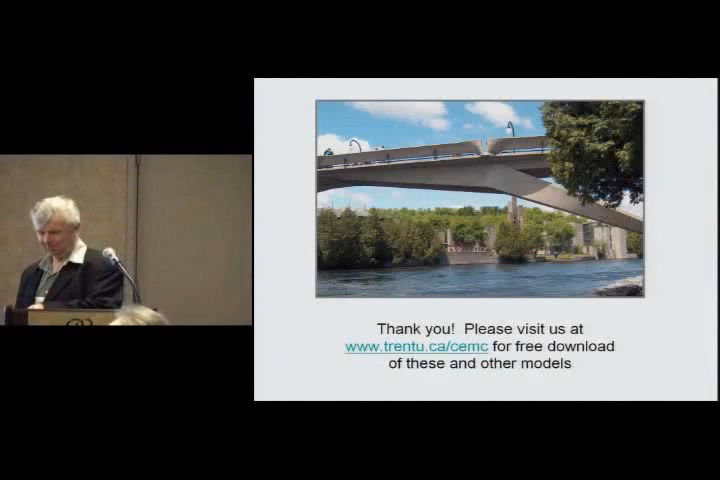 Thank you!  Please visit us at
www.trentu.ca/cemc for free download
of these and other models